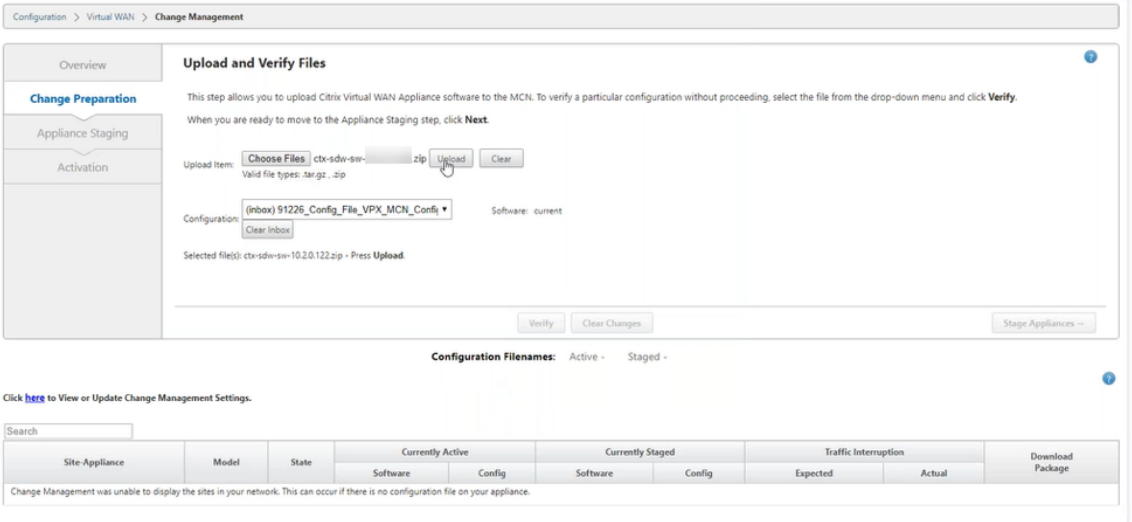 Configuration > Virtual WAN > Change Management
Overview
Change Preparation
Appliance Staging
Activation
Upload and Verify Files
This step allows you to upload Citrix Virtual WAN Appliance software to the MCN. To verify a particular configuration without proceeding, select the file from the drop-down menu and click Verify.
When you are ready to move to the Appliance Staging step, click Next.
Upload Item: Choose Files ctx-sdw-sw- .zip Upload Clear
Valid file types: .tar.gz , .zip
Configuration: (inbox) 91226_Config_File_VPX_MCN_Config Software: current
Clear Inbox
Selected file(s): ctx-sdw-sw-10.2.0.122.zip - Press Upload.
Verify Clear Changes Stage Appliances →
Configuration Filenames: Active - Staged -
Click here to View or Update Change Management Settings.
Search
Site-Appliance Model State Currently Active Currently Staged Traffic Interruption Download Package
Software Config Software Config Expected Actual
Change Management was unable to display the sites in your network. This can occur if there is no configuration file on your appliance.